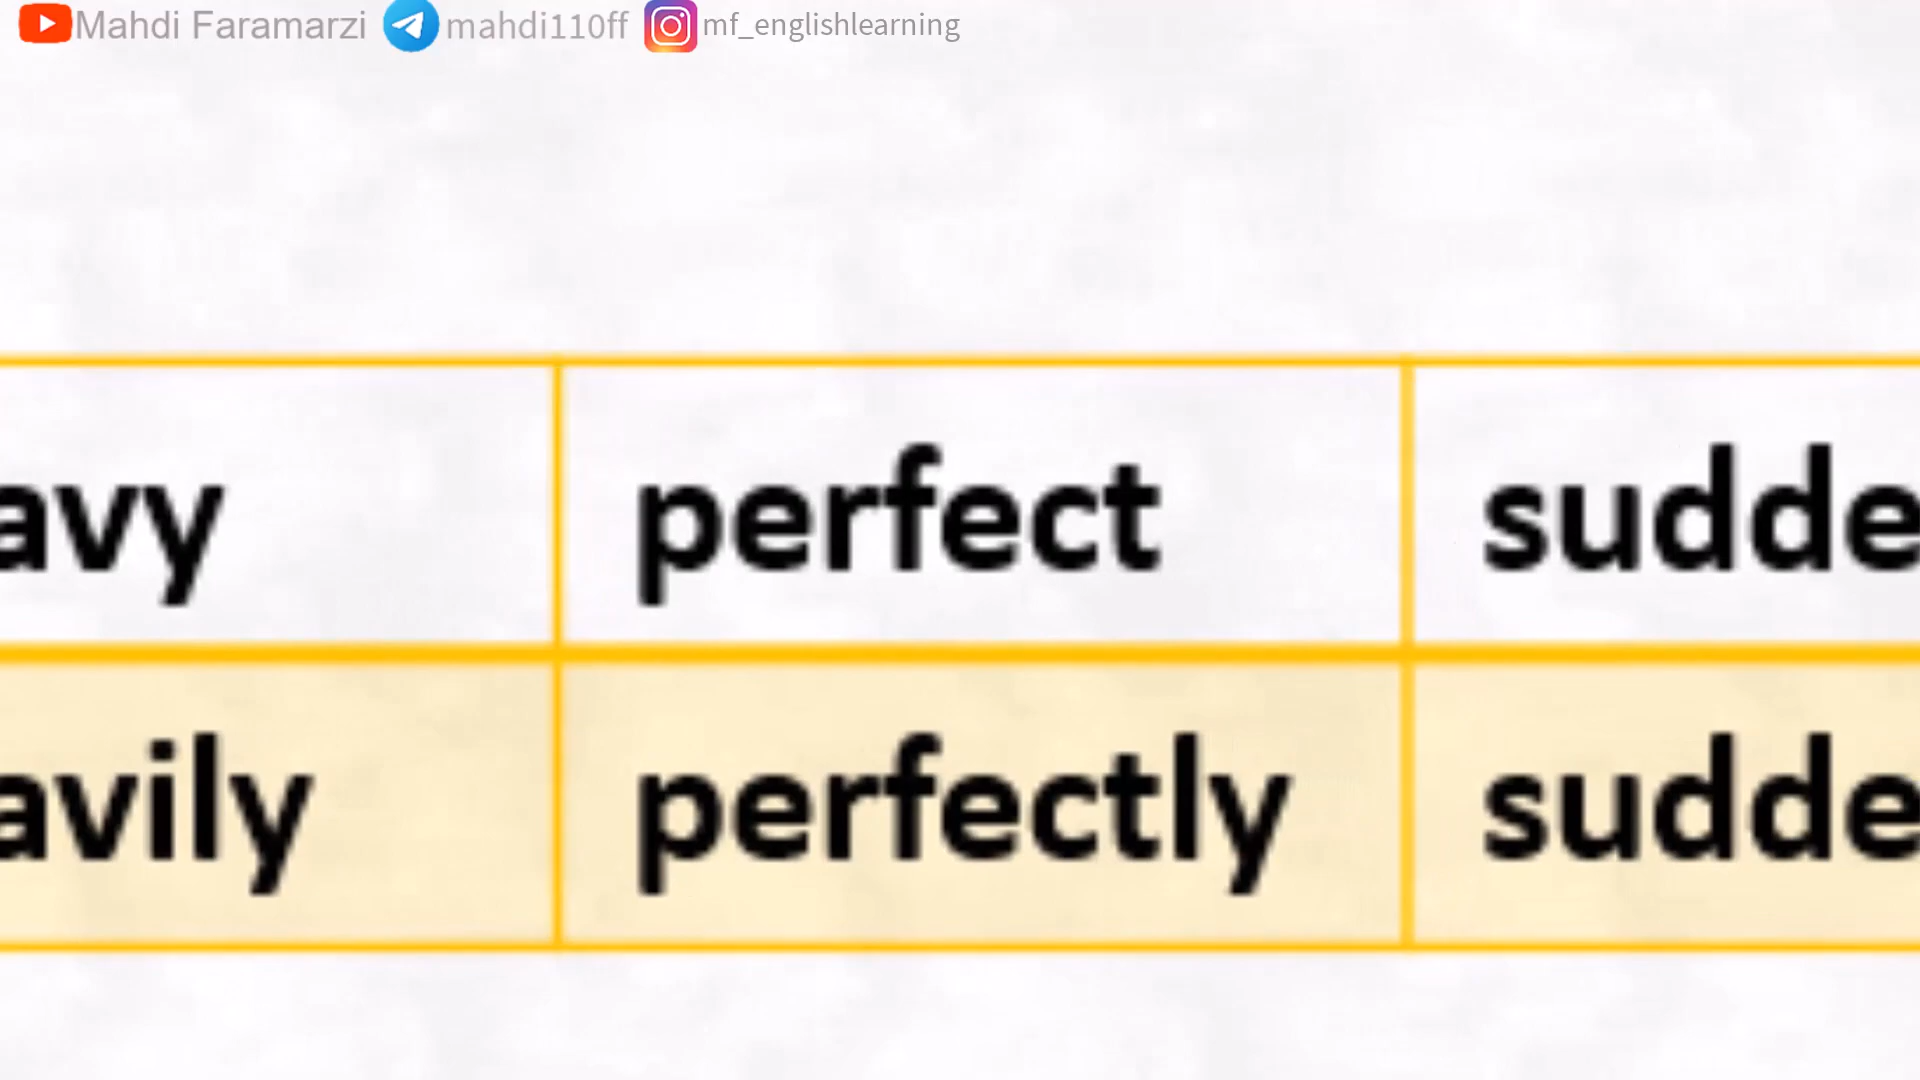 Mahdi Faramarzi mahdi110ff mf_englishlearning
avy perfect sudde
avily perfectly sudde